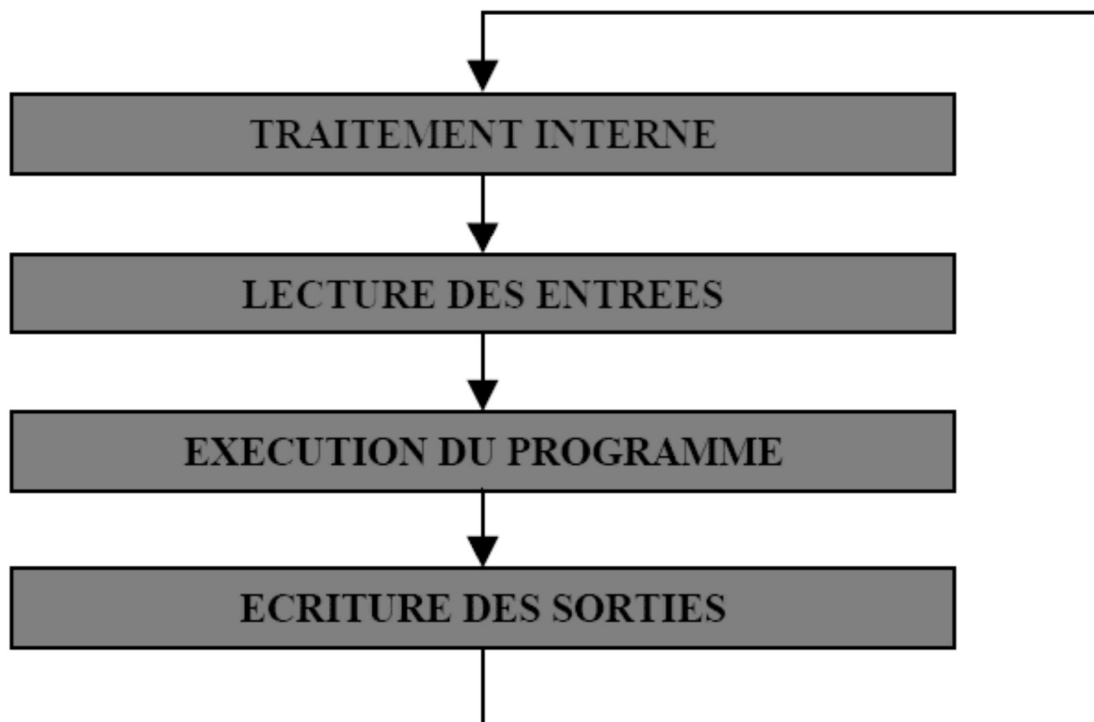 TRAITEMENT INTERNE
LECTURE DES ENTREES
EXECUTION DU PROGRAMME
ECRITURE DES SORTIES